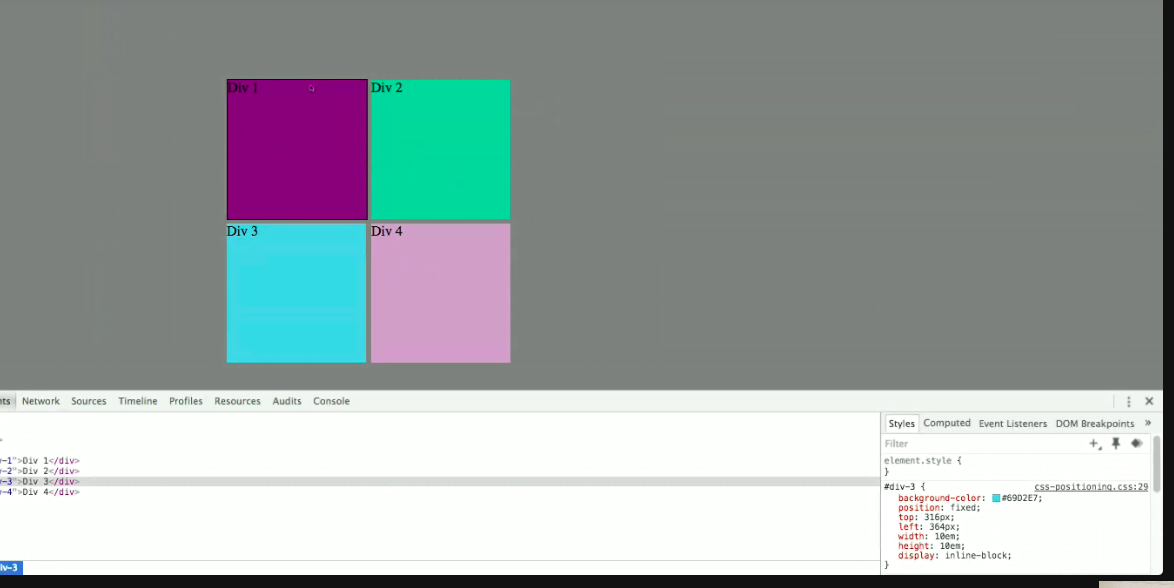 Div 1
Div 2
Div 3
Div 4
nts Network Sources Timeline Profiles Resources Audits Console
Styles Computed Event Listeners DOM Breakpoints »
Filter
v-1">Div 1</div>
v-2">Div 2</div>
v-3">Div 3</div>
v-4">Div 4</div>
element.style {
}
#div-3 { css-positioning.css:29
background-color: #69D2E7;
position: fixed;
top: 316px;
left: 364px;
width: 10em;
height: 10em;
display: inline-block;
}
iv-3